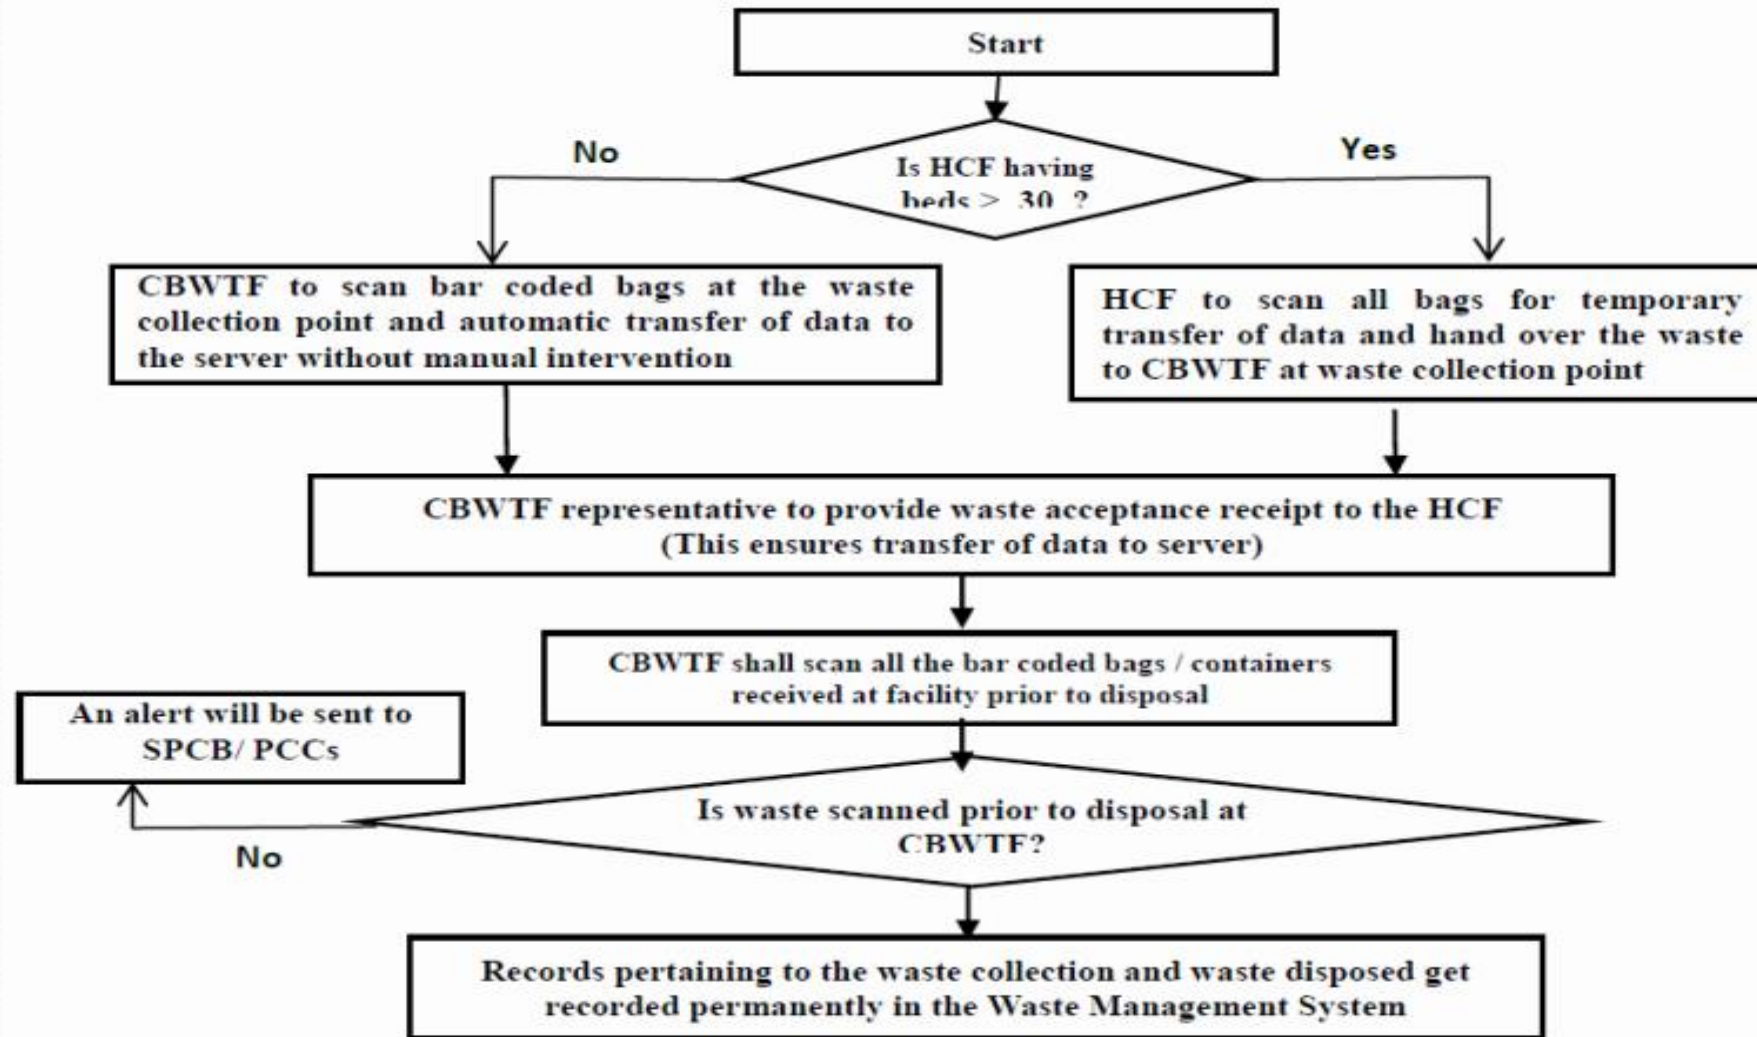 Start
No
Yes
Is HCF having
beds > 30 ?
CBWTF to scan bar coded bags at the waste
collection point and automatic transfer of data to
the server without manual intervention
HCF to scan all bags for temporary
transfer of data and hand over the waste
to CBWTF at waste collection point
CBWTF representative to provide waste acceptance receipt to the HCF
(This ensures transfer of data to server)
CBWTF shall scan all the bar coded bags / containers
received at facility prior to disposal
An alert will be sent to
SPCB/ PCCs
Is waste scanned prior to disposal at
CBWTF?
No
Records pertaining to the waste collection and waste disposed get
recorded permanently in the Waste Management System